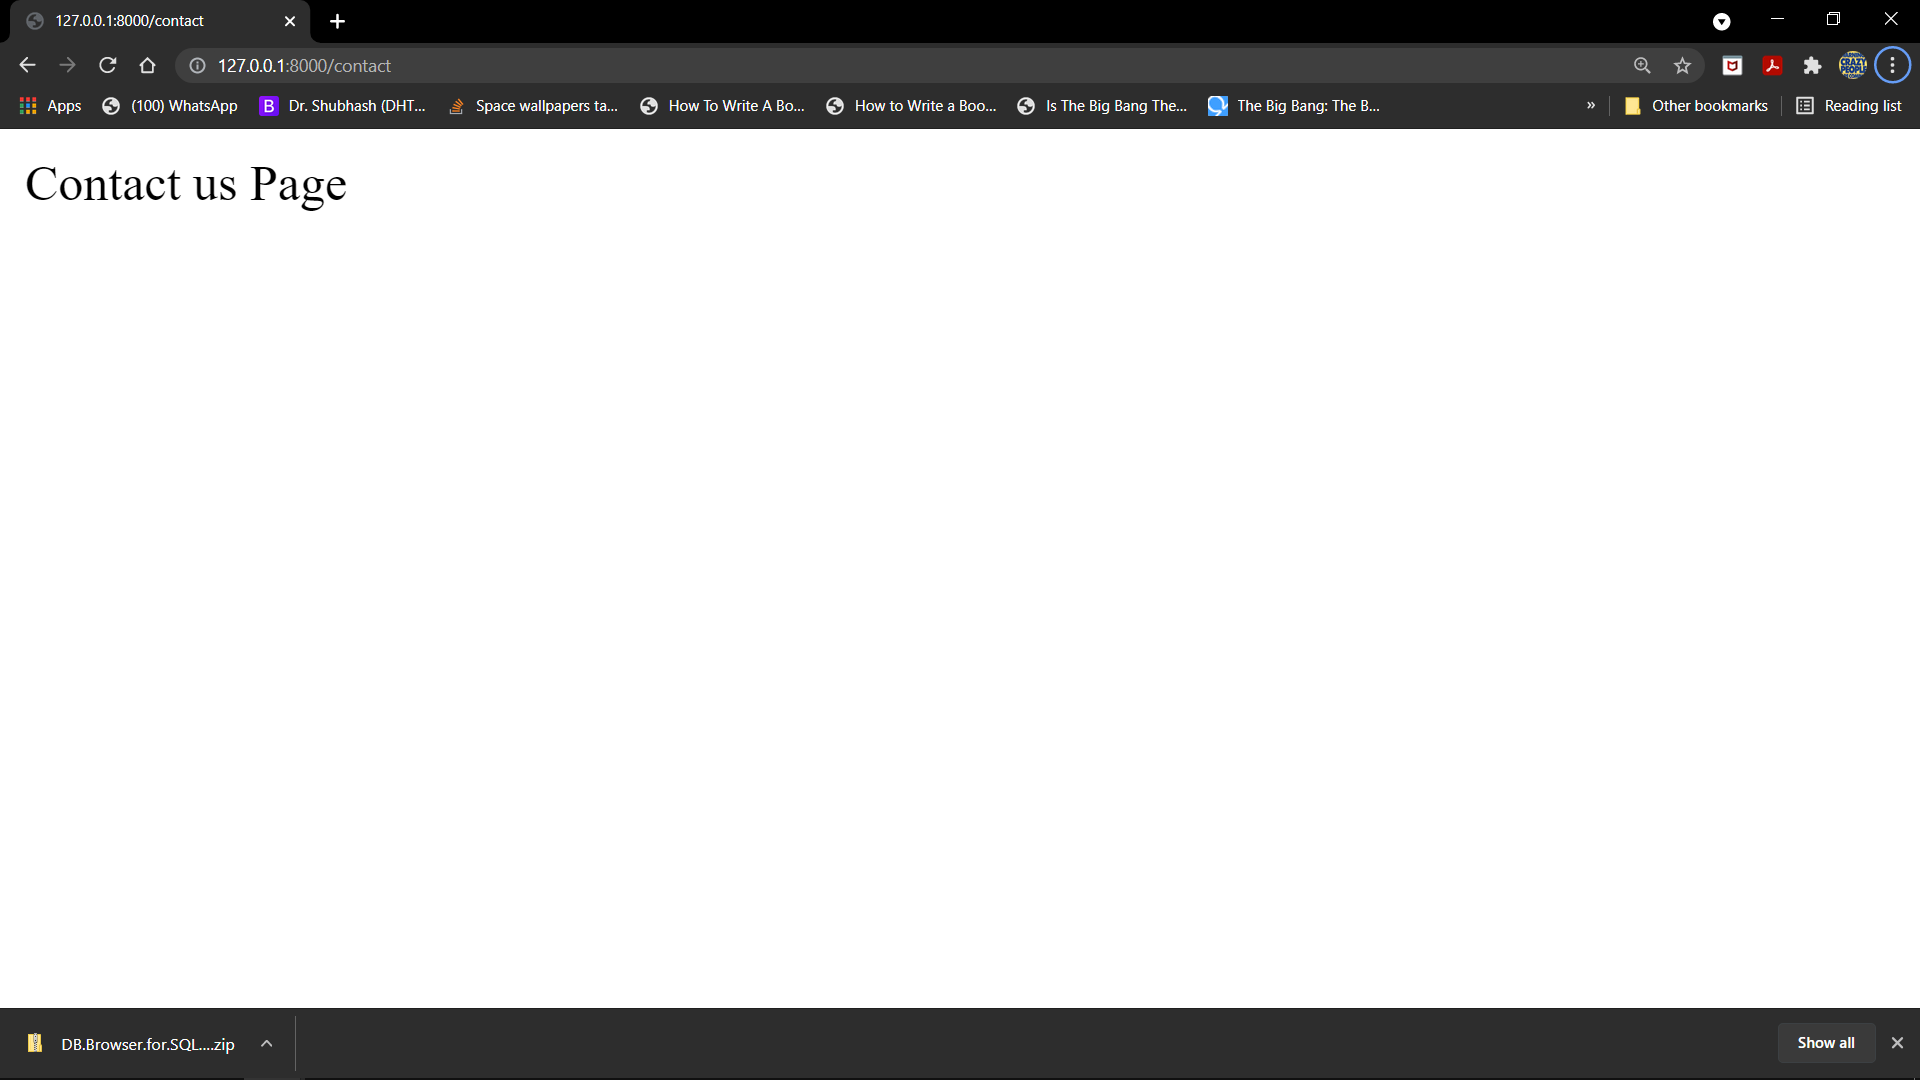 127.0.0.1:8000/contact
127.0.0.1:8000/contact
Apps (100) WhatsApp B Dr. Shubhash (DHT... Space wallpapers ta... How To Write A Bo... How to Write a Boo... Is The Big Bang The... The Big Bang: The B... » Other bookmarks Reading list
Contact us Page
DB.Browser.for.SQL....zip Show all